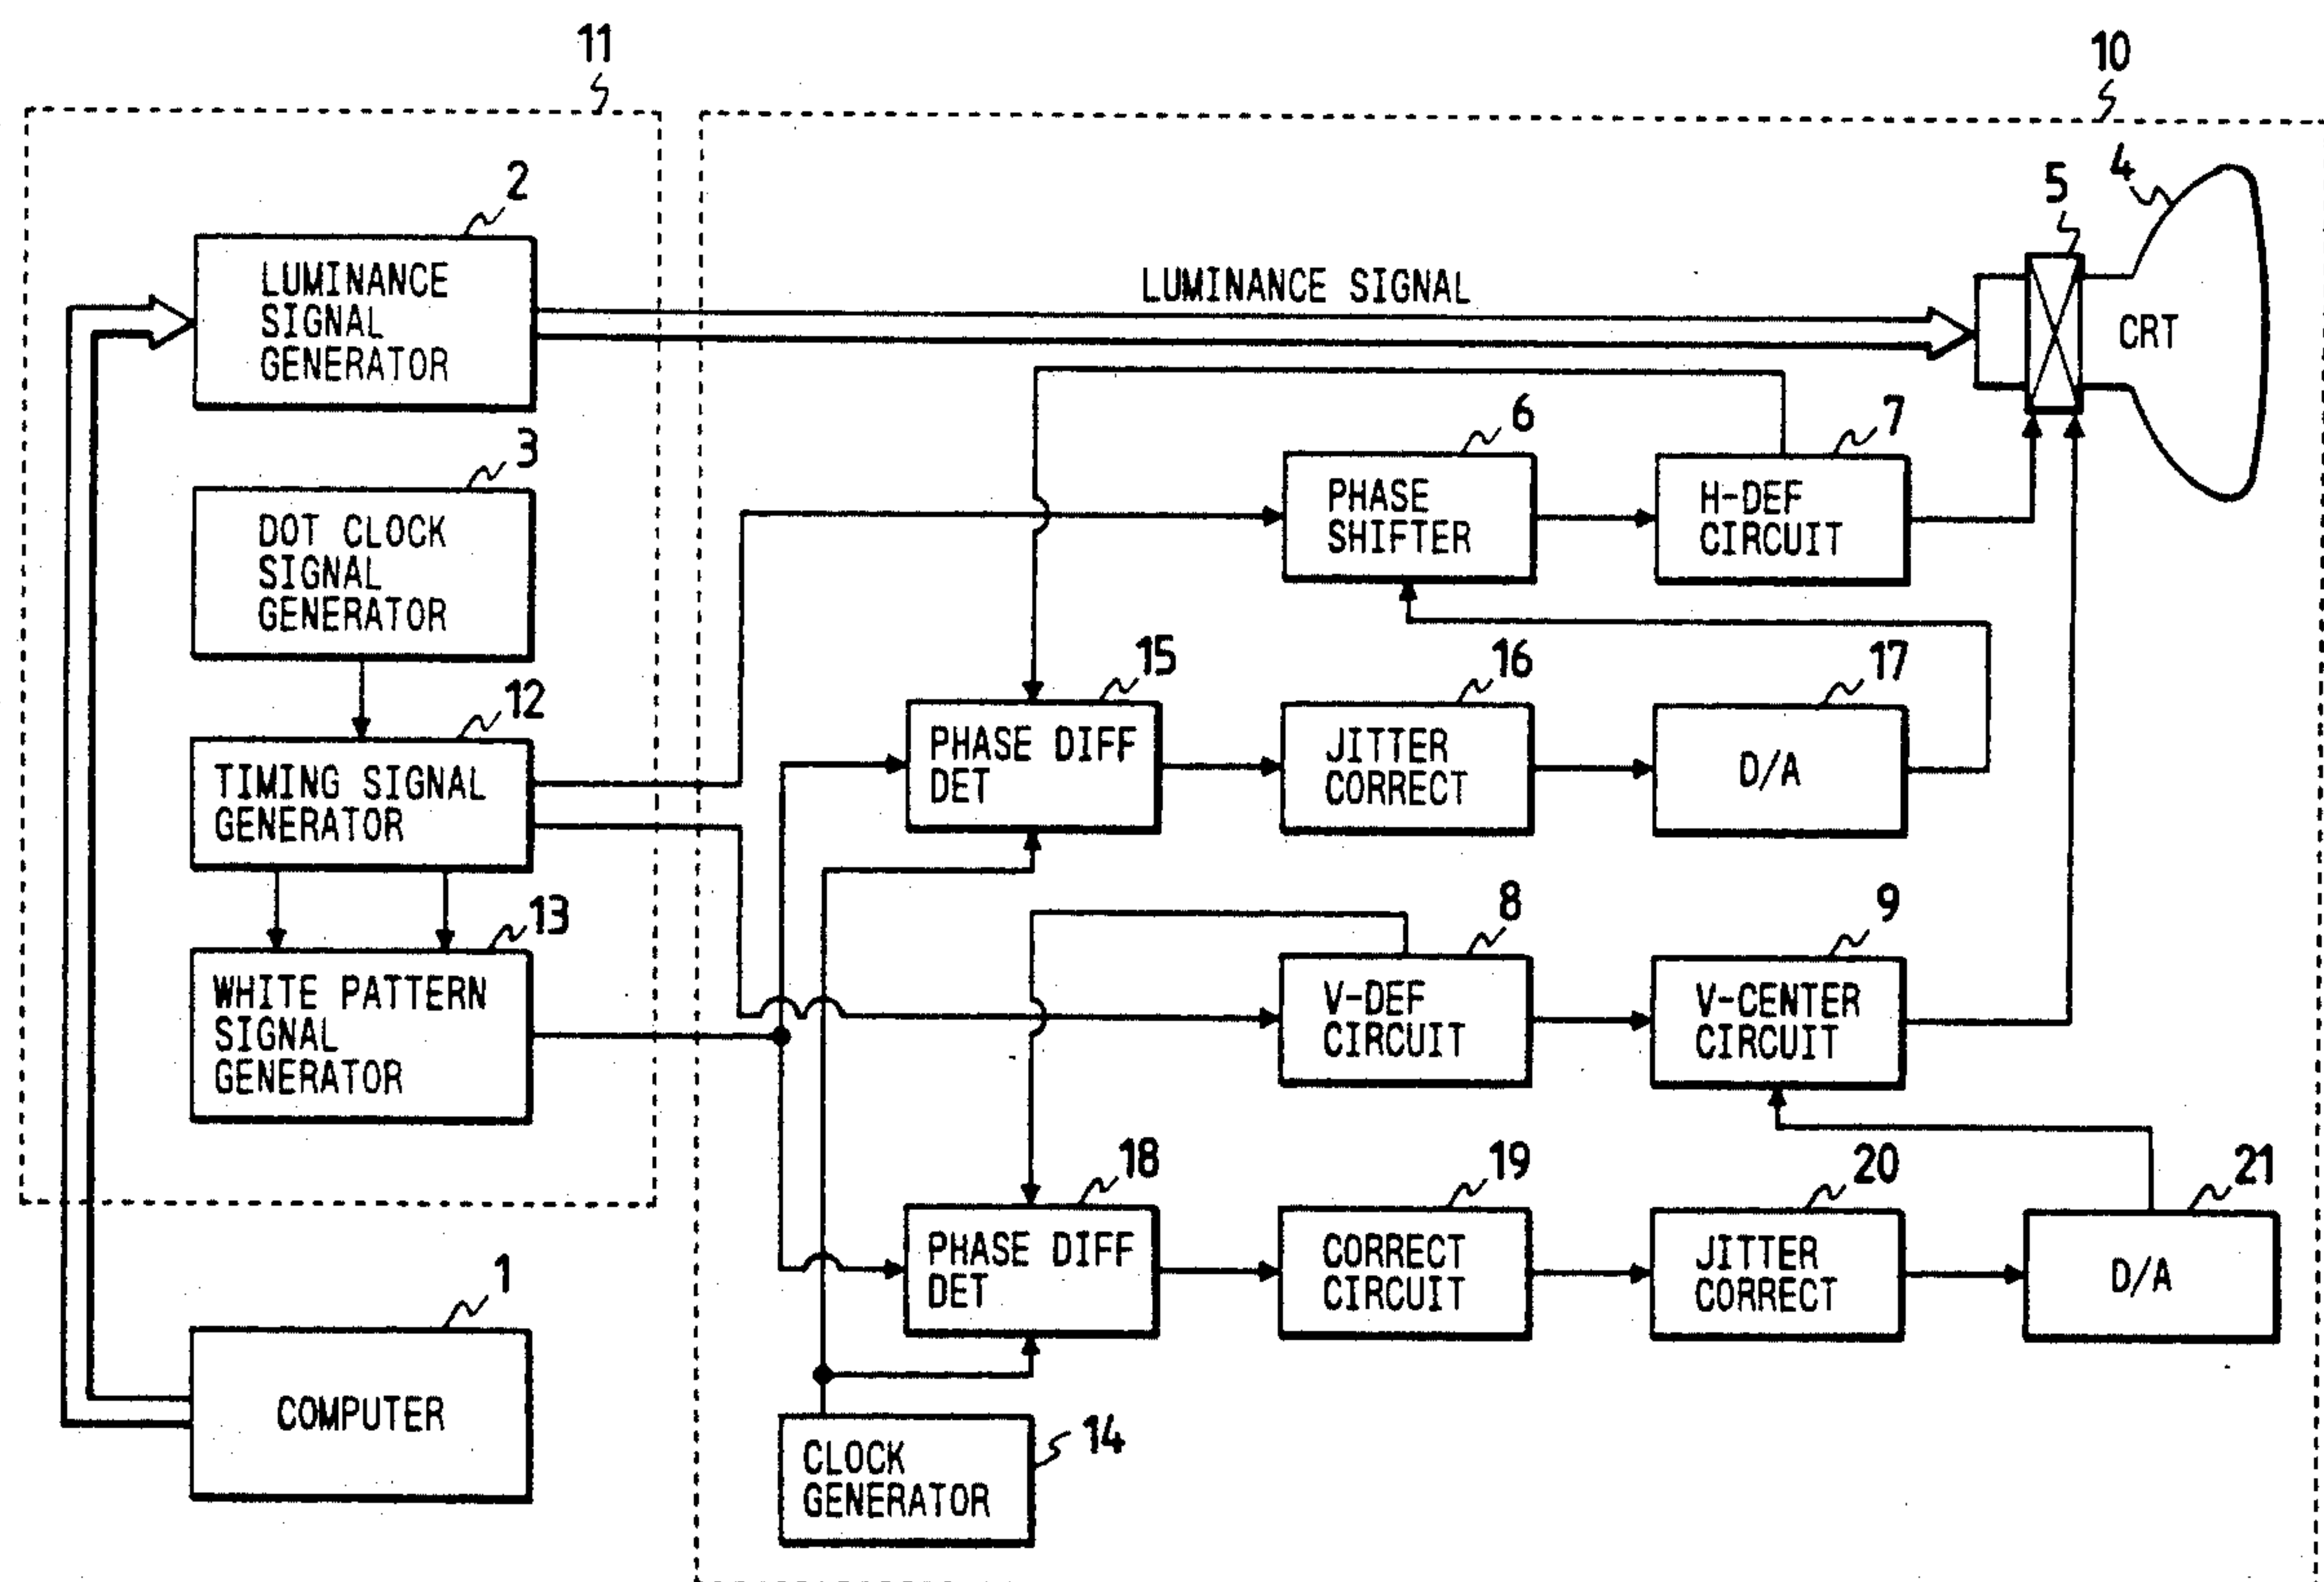 11
10
2
LUMINANCE
SIGNAL
GENERATOR
LUMINANCE SIGNAL
5
4
CRT
3
DOT CLOCK
SIGNAL
GENERATOR
6
PHASE
SHIFTER
7
H-DEF
CIRCUIT
12
TIMING SIGNAL
GENERATOR
15
PHASE DIFF
DET
16
JITTER
CORRECT
17
D/A
13
WHITE PATTERN
SIGNAL
GENERATOR
8
V-DEF
CIRCUIT
9
V-CENTER
CIRCUIT
18
PHASE DIFF
DET
19
CORRECT
CIRCUIT
20
JITTER
CORRECT
21
D/A
1
COMPUTER
14
CLOCK
GENERATOR